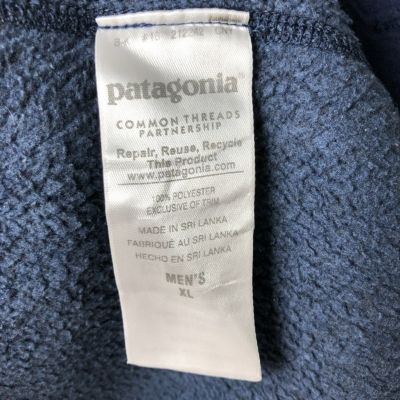 patagonia®
COMMON THREADS
PARTNERSHIP
Repair, Reuse, Recycle
This Product
www.patagonia.com
100% POLYESTER
EXCLUSIVE OF TRIM
MADE IN SRI LANKA
FABRIQUÉ AU SRI LANKA
HECHO EN SRI LANKA
MEN'S
XL